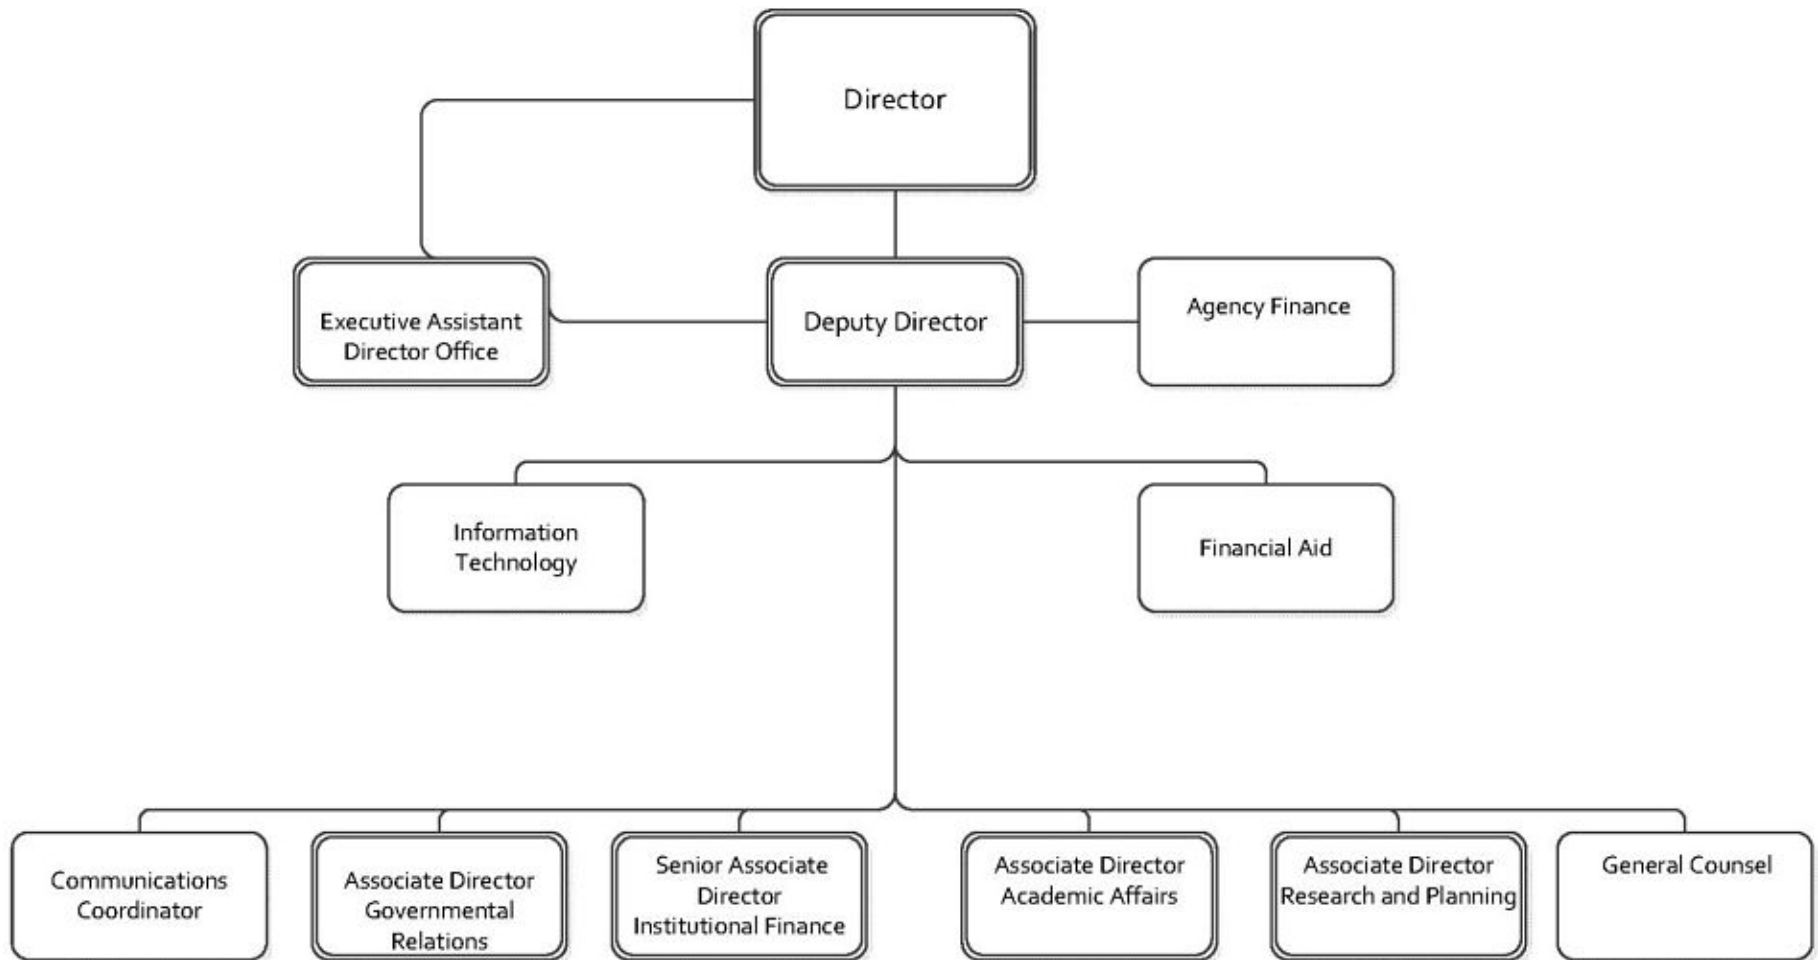 Director
Executive Assistant
Director Office
Deputy Director
Agency Finance
Information
Technology
Financial Aid
Communications
Coordinator
Associate Director
Governmental
Relations
Senior Associate
Director
Institutional Finance
Associate Director
Academic Affairs
Associate Director
Research and Planning
General Counsel